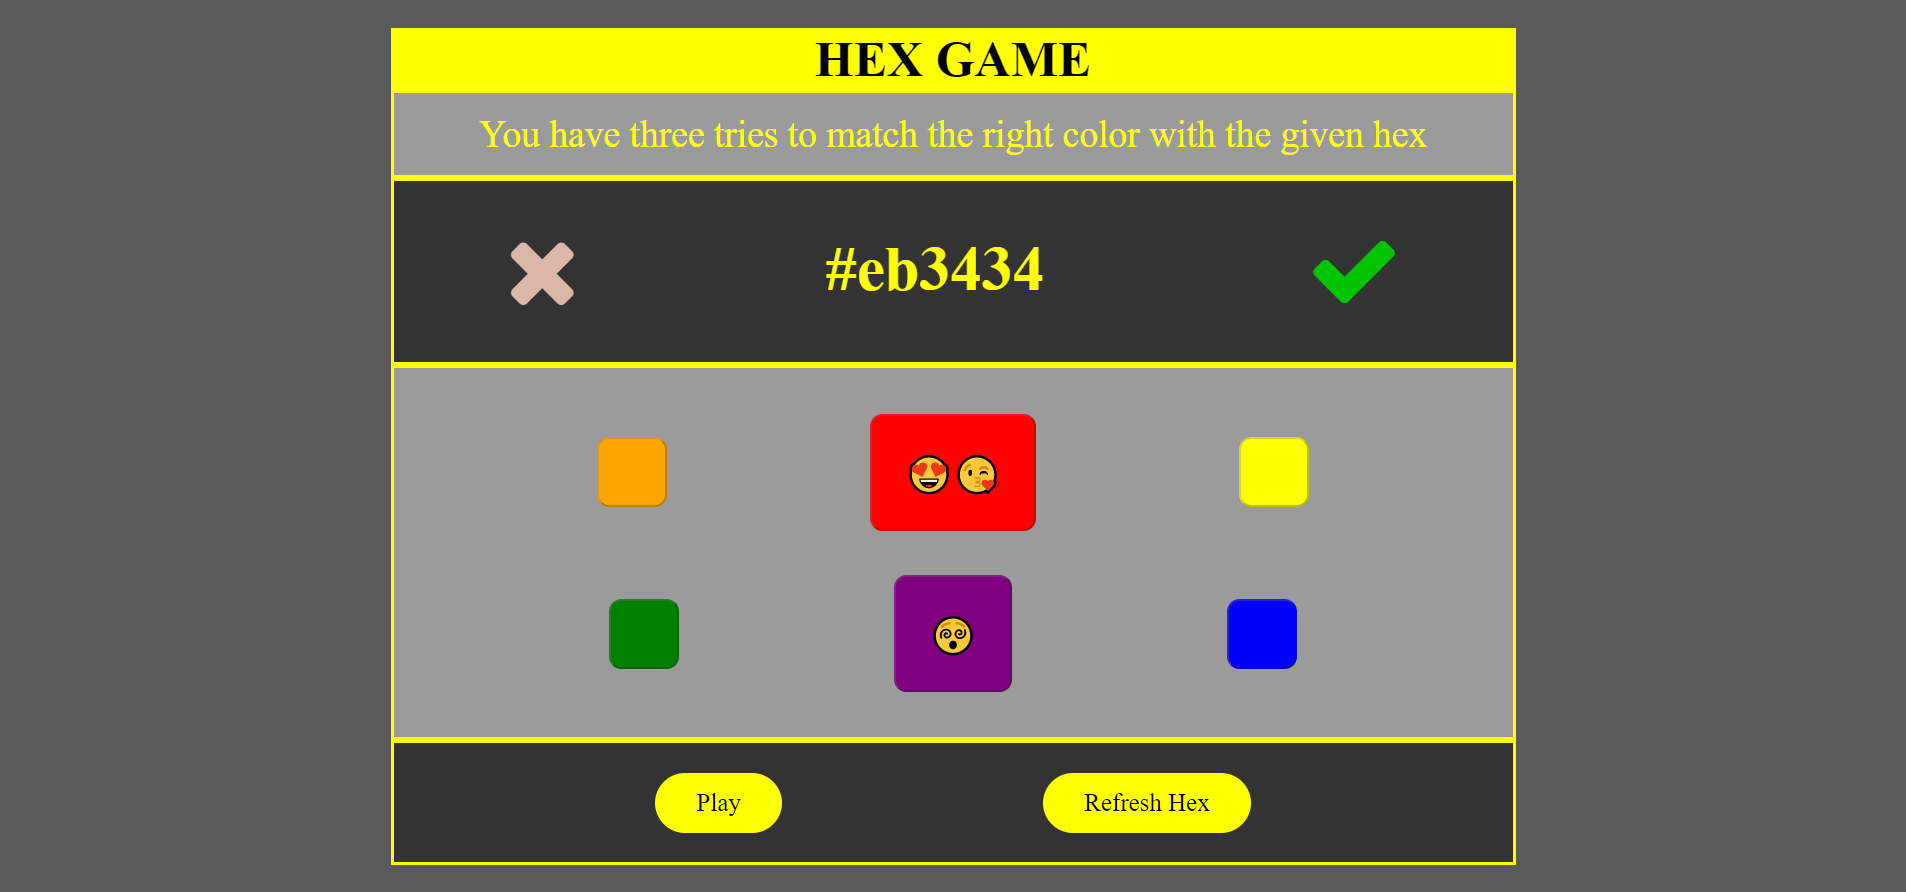 HEX GAME
You have three tries to match the right color with the given hex
#eb3434
Play
Refresh Hex